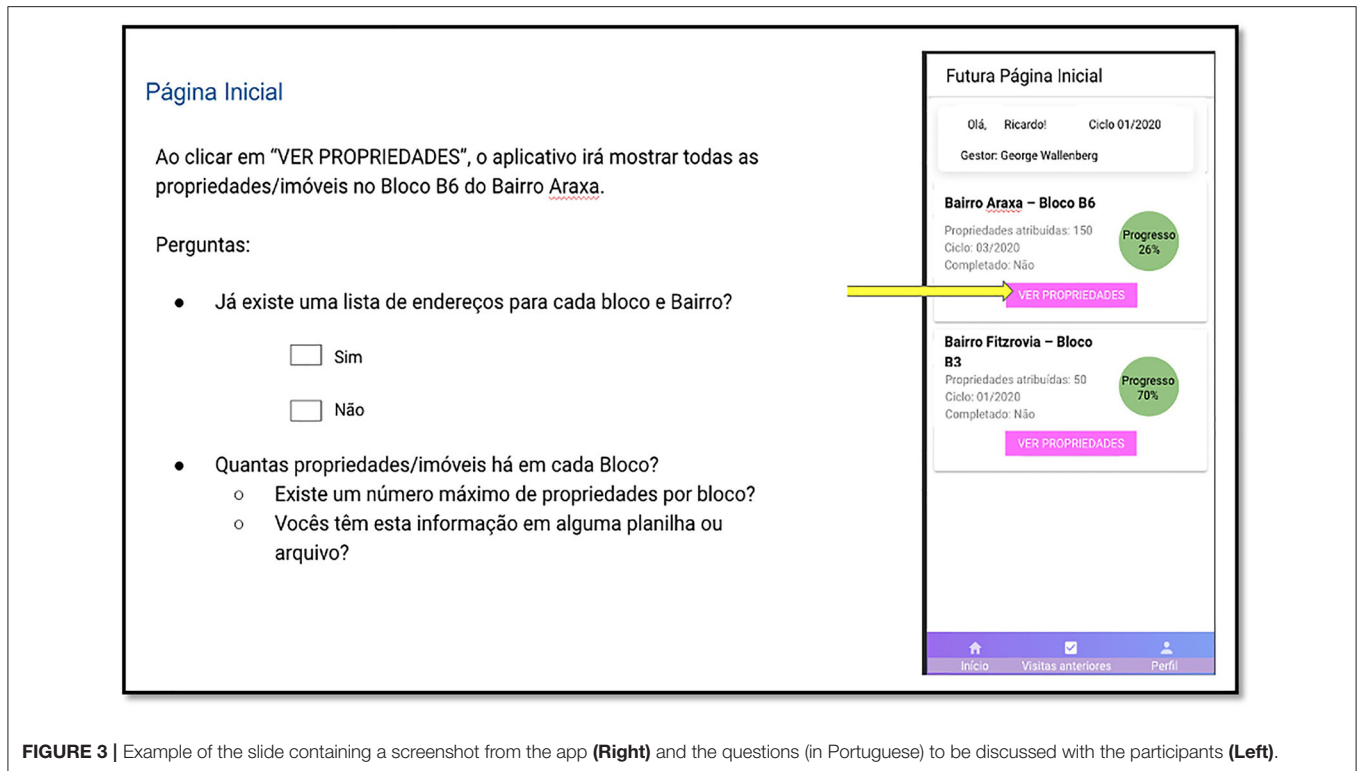 Página Inicial
Ao clicar em “VER PROPRIEDADES”, o aplicativo irá mostrar todas as
propriedades/imóveis no Bloco B6 do Bairro Araxa.
Perguntas:
● Já existe uma lista de endereços para cada bloco e Bairro?
Sim
Não
● Quantas propriedades/imóveis há em cada Bloco?
○ Existe um número máximo de propriedades por bloco?
○ Vocês têm esta informação em alguma planilha ou
arquivo?
Futura Página Inicial
Olá, Ricardo! Ciclo 01/2020
Gestor: George Wallenberg
Bairro Araxa – Bloco B6
Propriedades atribuidas: 150
Ciclo: 03/2020
Completado: Não
Progresso
26%
VER PROPRIEDADES
Bairro Fitzrovia – Bloco
B3
Propriedades atribuídas: 50
Ciclo: 01/2020
Completado: Não
Progresso
70%
VER PROPRIEDADES
Início Visitas anteriores Perfil
FIGURE 3 | Example of the slide containing a screenshot from the app (Right) and the questions (in Portuguese) to be discussed with the participants (Left).